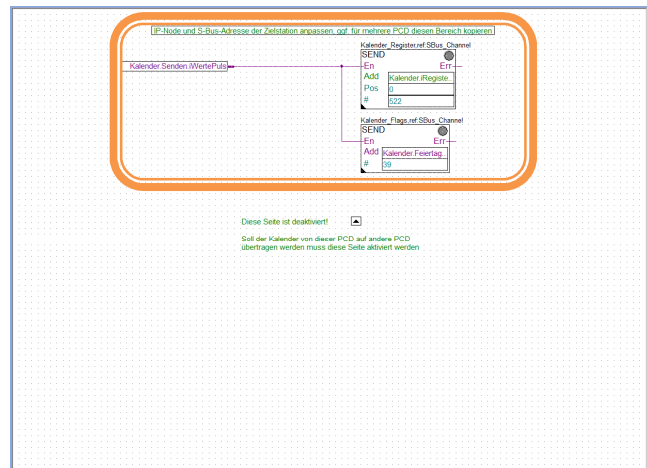 IP-Node und S-Bus-Adresse der Zielstation anpassen, ggf. für mehrere PCD diesen Bereich kopieren
Kalender_Register,ref:SBus_Channel
SEND
Kalender.Senden.iWertePuls
En Err
Add Kalender.iRegiste..
Pos 0
# 522
Kalender_Flags,ref:SBus_Channel
SEND
En Err
Add Kalender.Feiertag..
# 39
Diese Seite ist deaktiviert!
Soll der Kalender von dieser PCD auf andere PCD
übertragen werden muss diese Seite aktiviert werden